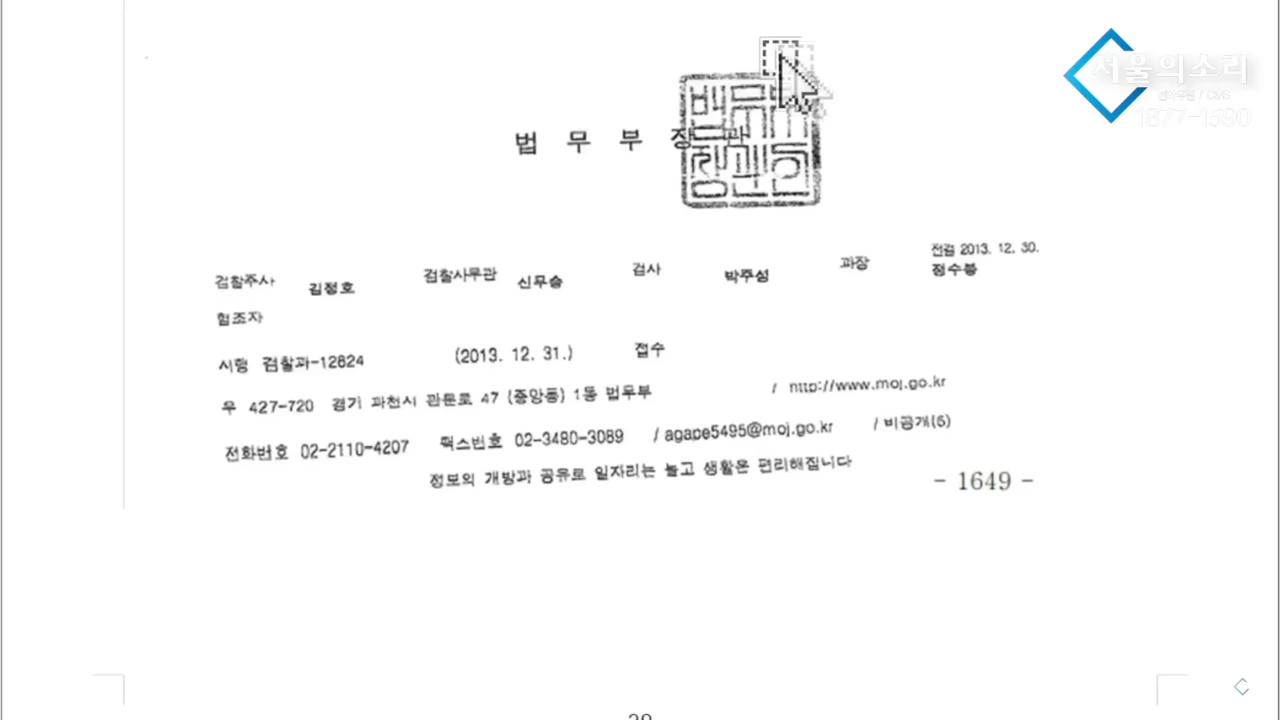 서울의소리
1877-1590
법 무 부 장 관
전결 2013. 12. 30.
검찰주사 김정호 검찰사무관 신무승 검사 박주성 과장 정수봉
협조자
시행 검찰과-12824 (2013. 12. 31.) 접수
우 427-720 경기 과천시 관문로 47 (중앙동) 1동 법무부 / http://www.moj.go.kr
전화번호 02-2110-4207 팩스번호 02-3480-3089 / agape5495@moj.go.kr / 비공개(6)
정보의 개방과 공유로 일자리는 늘고 생활은 편리해집니다
- 1649 -